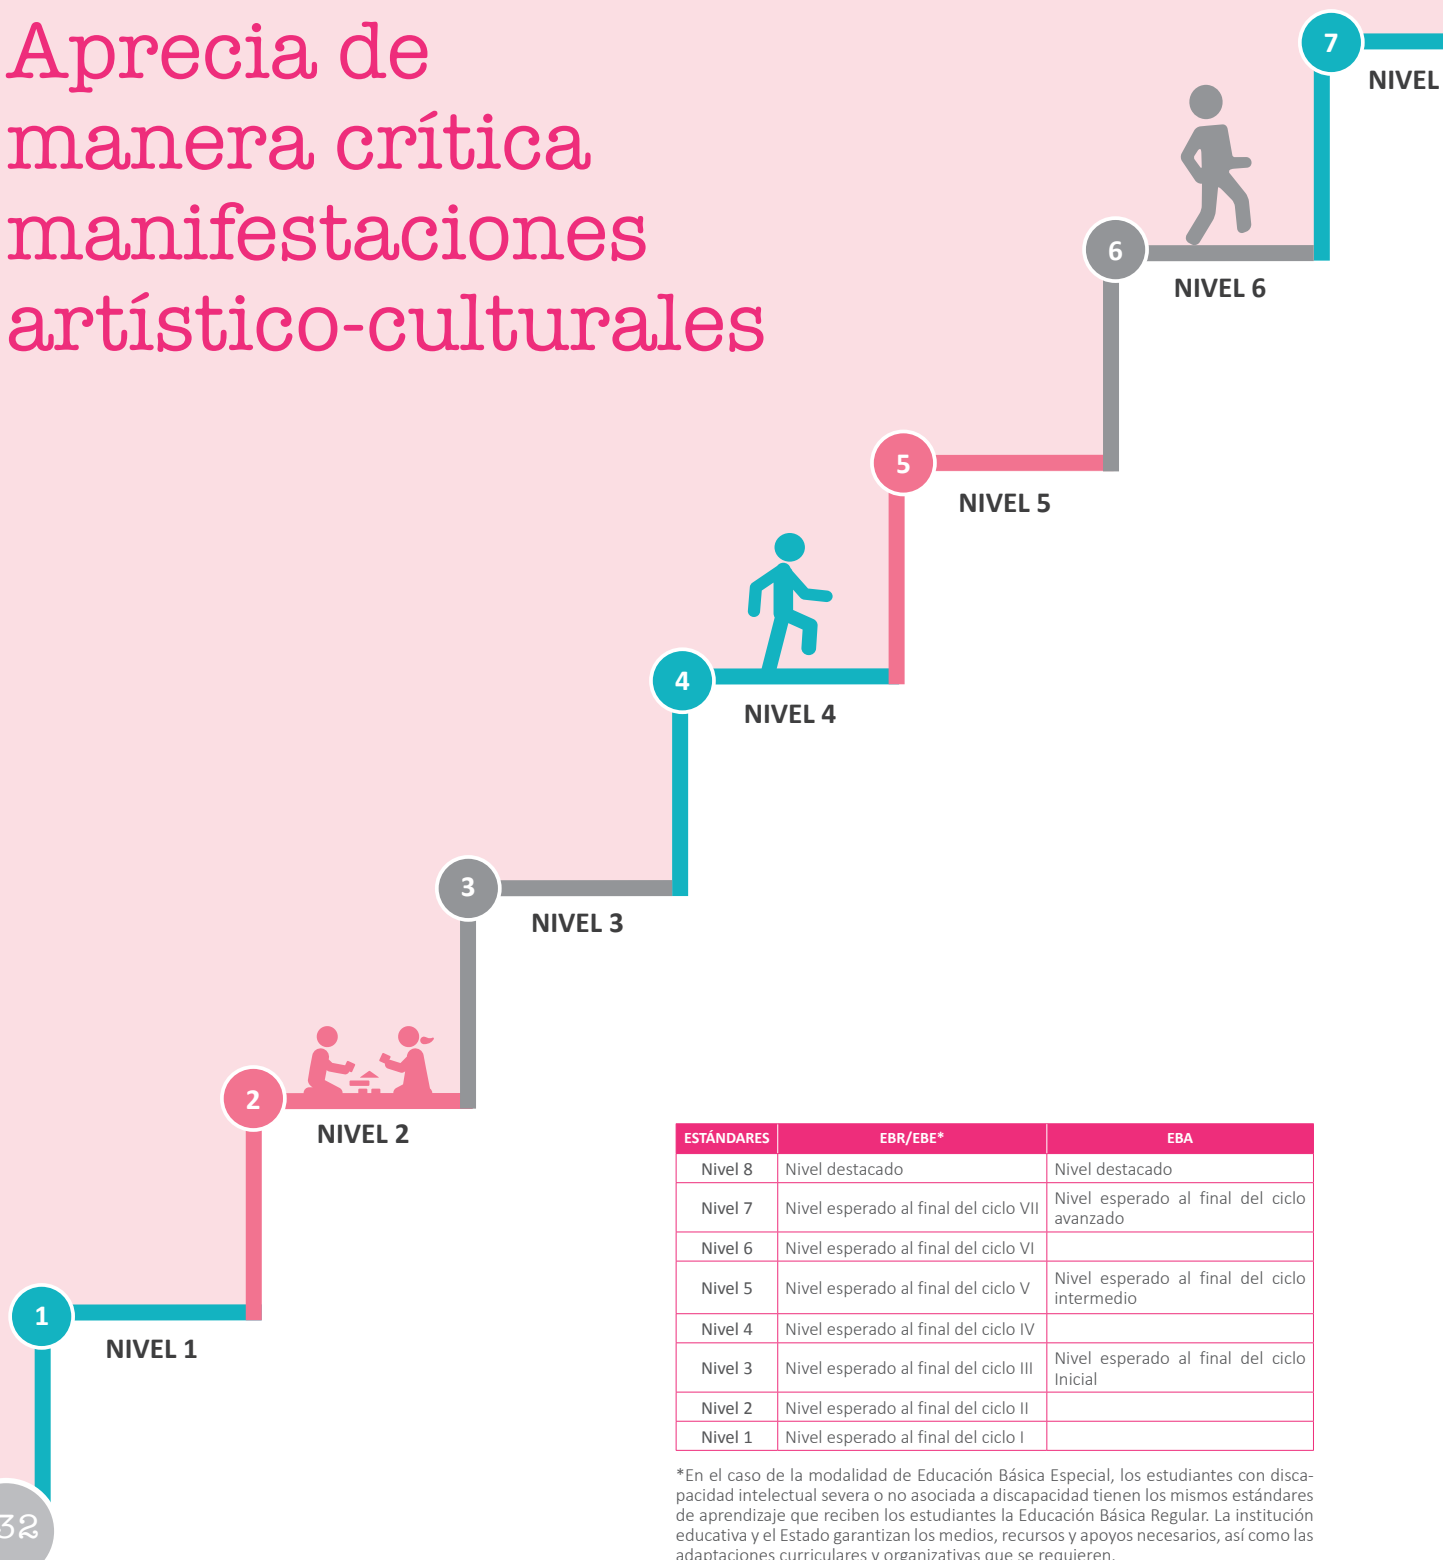 Aprecia de
manera crítica
manifestaciones
artístico-culturales
7
NIVEL
6
NIVEL 6
5
NIVEL 5
4
NIVEL 4
3
NIVEL 3
2
NIVEL 2
1
NIVEL 1
ESTÁNDARES EBR/EBE* EBA
Nivel 8 Nivel destacado Nivel destacado
Nivel 7 Nivel esperado al final del ciclo VII Nivel esperado al final del ciclo
avanzado
Nivel 6 Nivel esperado al final del ciclo VI
Nivel 5 Nivel esperado al final del ciclo V Nivel esperado al final del ciclo
intermedio
Nivel 4 Nivel esperado al final del ciclo IV
Nivel 3 Nivel esperado al final del ciclo III Nivel esperado al final del ciclo
Inicial
Nivel 2 Nivel esperado al final del ciclo II
Nivel 1 Nivel esperado al final del ciclo I
*En el caso de la modalidad de Educación Básica Especial, los estudiantes con disca-
pacidad intelectual severa o no asociada a discapacidad tienen los mismos estándares
de aprendizaje que reciben los estudiantes la Educación Básica Regular. La institución
educativa y el Estado garantizan los medios, recursos y apoyos necesarios, así como las
adaptaciones curriculares y organizativas que se requieren.
32